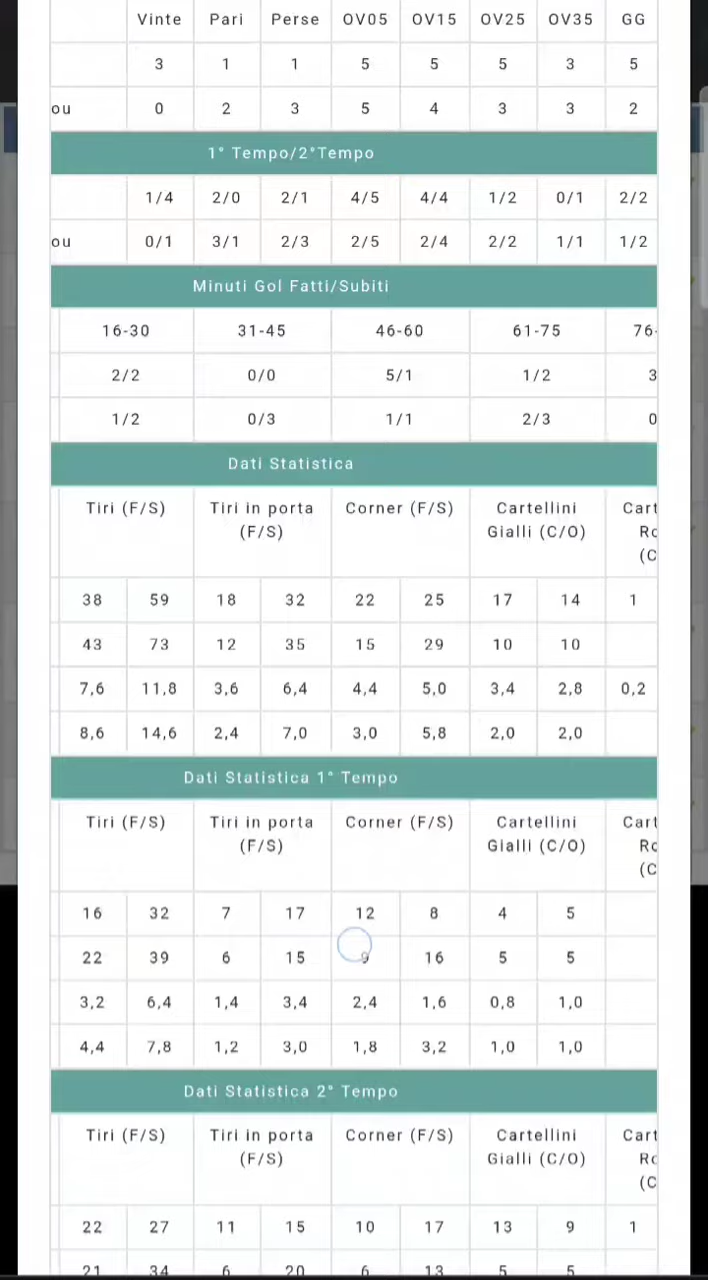 Vinte Pari Perse OV05 OV15 OV25 OV35 GG
3 1 1 5 5 5 3 5
ou 0 2 3 5 4 3 3 2
1° Tempo/2°Tempo
1/4 2/0 2/1 4/5 4/4 1/2 0/1 2/2
ou 0/1 3/1 2/3 2/5 2/4 2/2 1/1 1/2
Minuti Gol Fatti/Subiti
16-30 31-45 46-60 61-75 76-
2/2 0/0 5/1 1/2 3
1/2 0/3 1/1 2/3 0
Dati Statistica
Tiri (F/S) Tiri in porta Corner (F/S) Cartellini Cart
(F/S) Gialli (C/O) Ro
(C
38 59 18 32 22 25 17 14 1
43 73 12 35 15 29 10 10
7,6 11,8 3,6 6,4 4,4 5,0 3,4 2,8 0,2
8,6 14,6 2,4 7,0 3,0 5,8 2,0 2,0
Dati Statistica 1° Tempo
Tiri (F/S) Tiri in porta Corner (F/S) Cartellini Cart
(F/S) Gialli (C/O) Ro
(C
16 32 7 17 12 8 4 5
22 39 6 15 9 16 5 5
3,2 6,4 1,4 3,4 2,4 1,6 0,8 1,0
4,4 7,8 1,2 3,0 1,8 3,2 1,0 1,0
Dati Statistica 2° Tempo
Tiri (F/S) Tiri in porta Corner (F/S) Cartellini Cart
(F/S) Gialli (C/O) Ro
(C
22 27 11 15 10 17 13 9 1
21 34 6 20 6 13 5 5